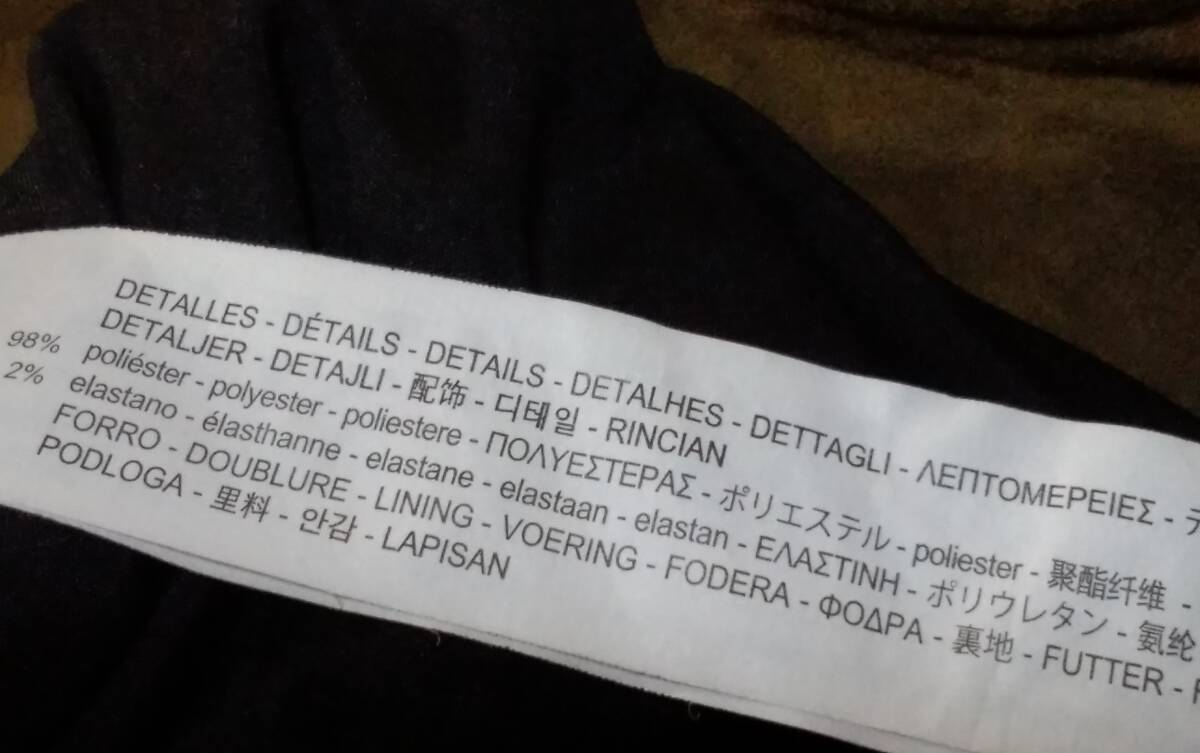 DETALLES - DÉTAILS - DETAILS - DETALHES - DETTAGLI - ΛΕΠΤΟΜΕΡΕΙΕΣ -
DETALJER - DETAJLI - 配饰 - 디테일 - RINCIAN
98% poliéster - polyester - poliestere - ΠΟΛΥΕΣΤΕΡΑΣ - ポリエステル - poliester - 聚酯纤维 -
2% elastano - élasthanne - elastane - elastaan - elastan - ΕΛΑΣΤΙΝΗ - ポリウレタン - 氨纶
FORRO - DOUBLURE - LINING - VOERING - FODERA - ΦΟΔΡΑ - 裏地 - FUTTER -
PODLOGA - 里料 - 안감 - LAPISAN